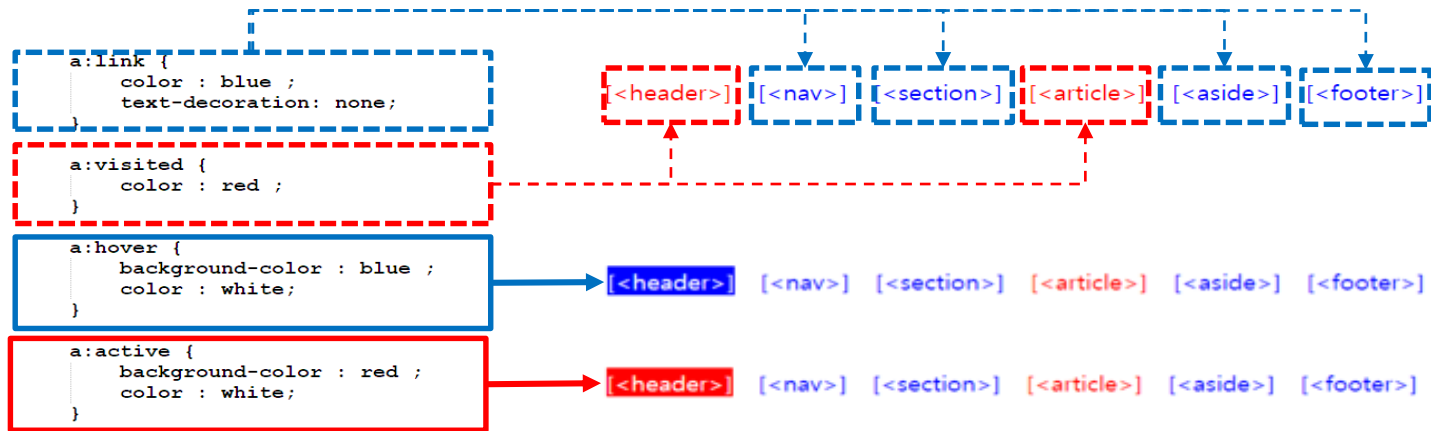 a:link {
color : blue ;
text-decoration: none;
}
[<header>] [<nav>] [<section>] [<article>] [<aside>] [<footer>]
a:visited {
color : red ;
}
a:hover {
background-color : blue ;
color : white;
}
[<header>] [<nav>] [<section>] [<article>] [<aside>] [<footer>]
a:active {
background-color : red ;
color : white;
}
[<header>] [<nav>] [<section>] [<article>] [<aside>] [<footer>]